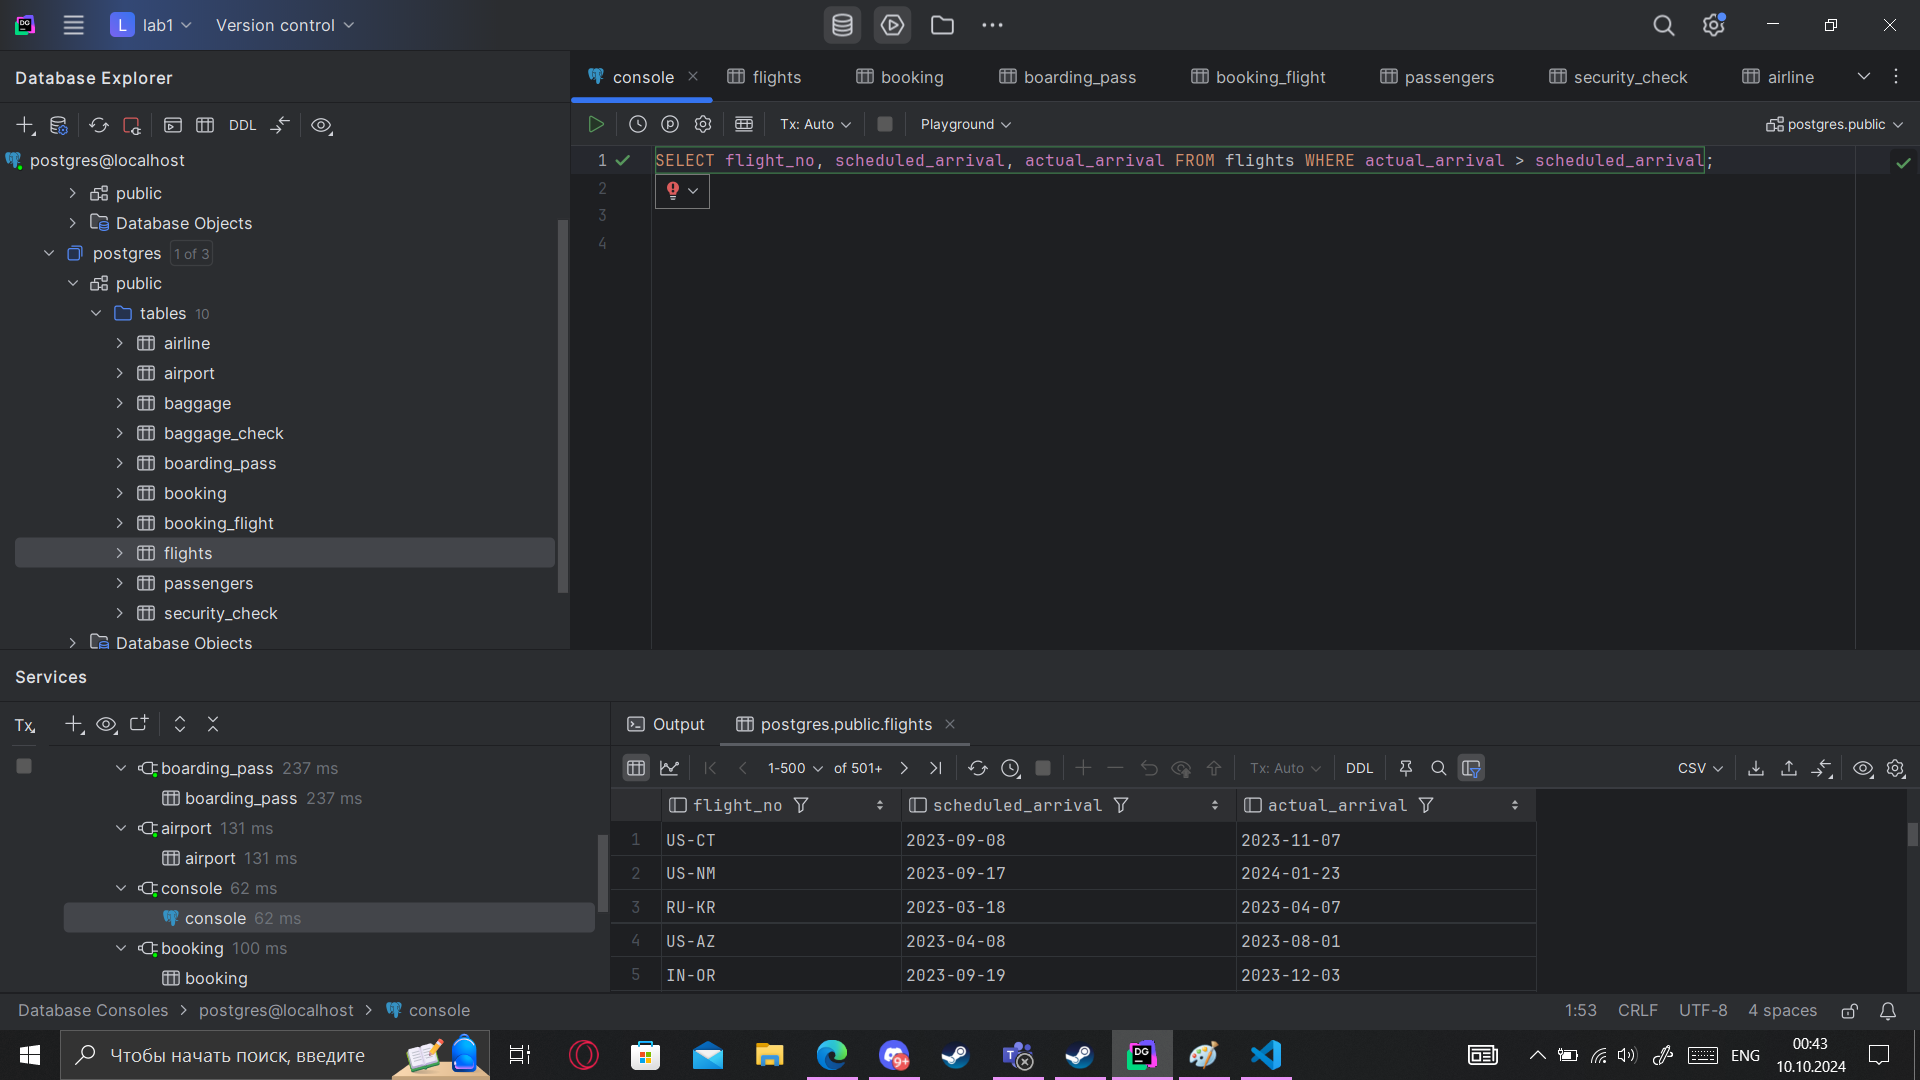 L lab1 Version control
Database Explorer
console flights booking boarding_pass booking_flight passengers security_check airline
DDL
Tx: Auto Playground postgres.public
postgres@localhost
public
Database Objects
postgres 1 of 3
public
tables 10
airline
airport
baggage
baggage_check
boarding_pass
booking
booking_flight
flights
passengers
security_check
Database Objects
1 SELECT flight_no, scheduled_arrival, actual_arrival FROM flights WHERE actual_arrival > scheduled_arrival;
2
3
4
Services
Tx
boarding_pass 237 ms
boarding_pass 237 ms
airport 131 ms
airport 131 ms
console 62 ms
console 62 ms
booking 100 ms
booking
Output postgres.public.flights
1-500 of 501+ Tx: Auto DDL CSV
flight_no scheduled_arrival actual_arrival
1 US-CT 2023-09-08 2023-11-07
2 US-NM 2023-09-17 2024-01-23
3 RU-KR 2023-03-18 2023-04-07
4 US-AZ 2023-04-08 2023-08-01
5 IN-OR 2023-09-19 2023-12-03
Database Consoles > postgres@localhost > console
1:53 CRLF UTF-8 4 spaces
Чтобы начать поиск, введите
DG
9+
ENG
00:43
10.10.2024